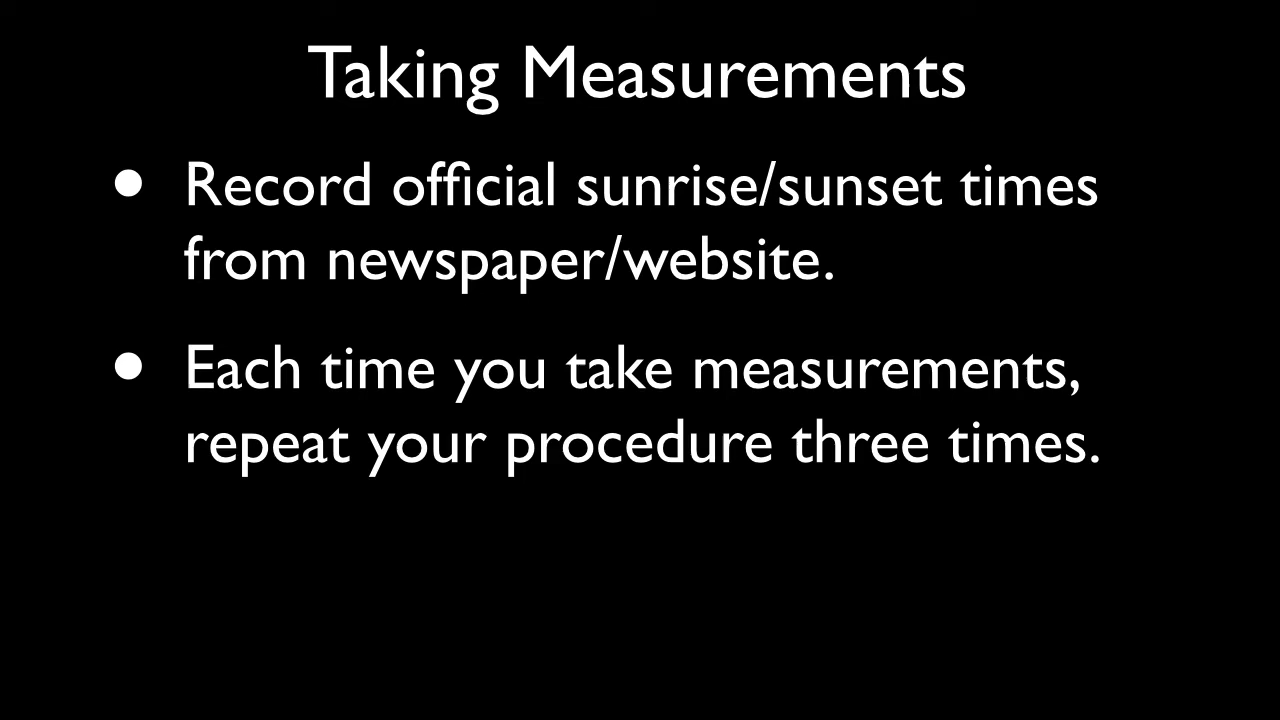 Taking Measurements
• Record official sunrise/sunset times
from newspaper/website.
• Each time you take measurements,
repeat your procedure three times.